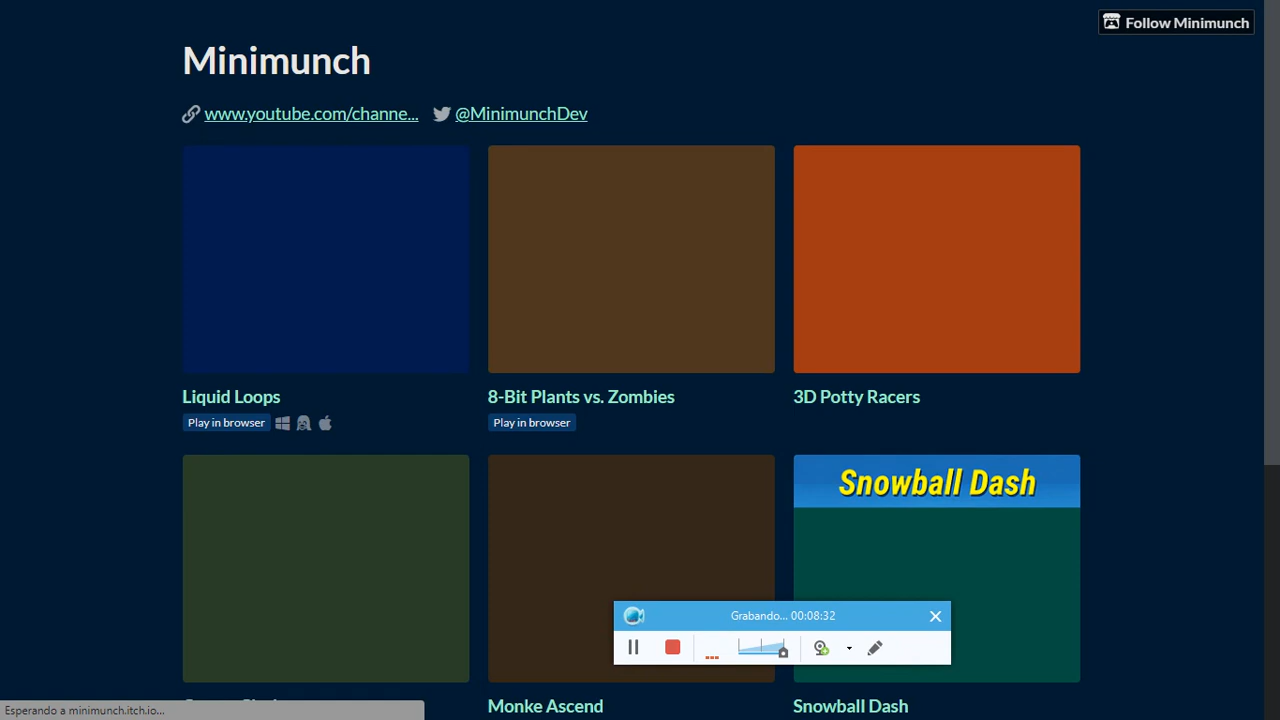 Follow Minimunch
Minimunch
www.youtube.com/channe... @MinimunchDev
Liquid Loops
8-Bit Plants vs. Zombies
3D Potty Racers
Play in browser
Play in browser
Snowball Dash
Grabando... 00:08:32
Monke Ascend
Snowball Dash
Esperando a minimunch.itch.io...